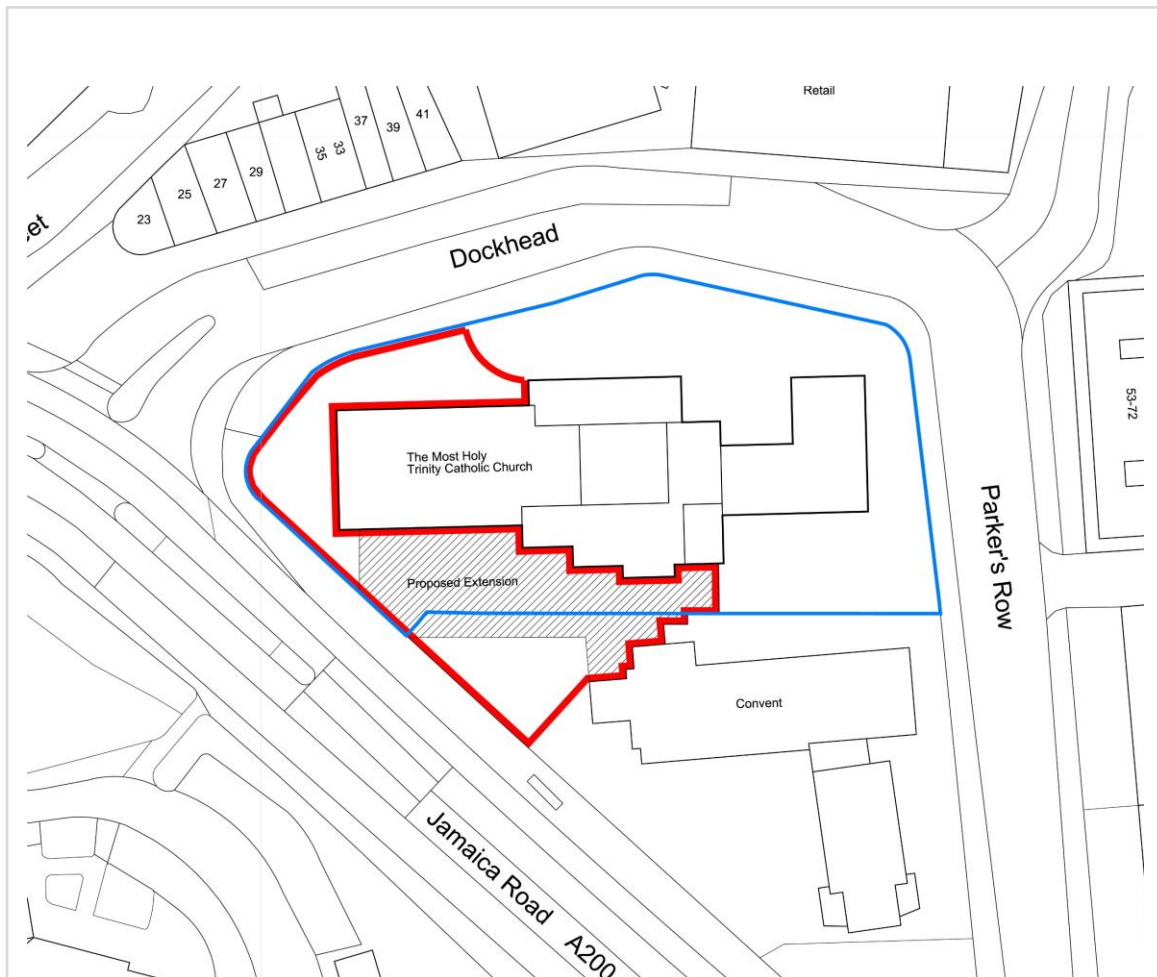 Retail
37
39
41
33
35
29
27
25
23
Dockhead
53-72
The Most Holy
Trinity Catholic Church
Parker's Row
Proposed Extension
Convent
Jamaica Road A200